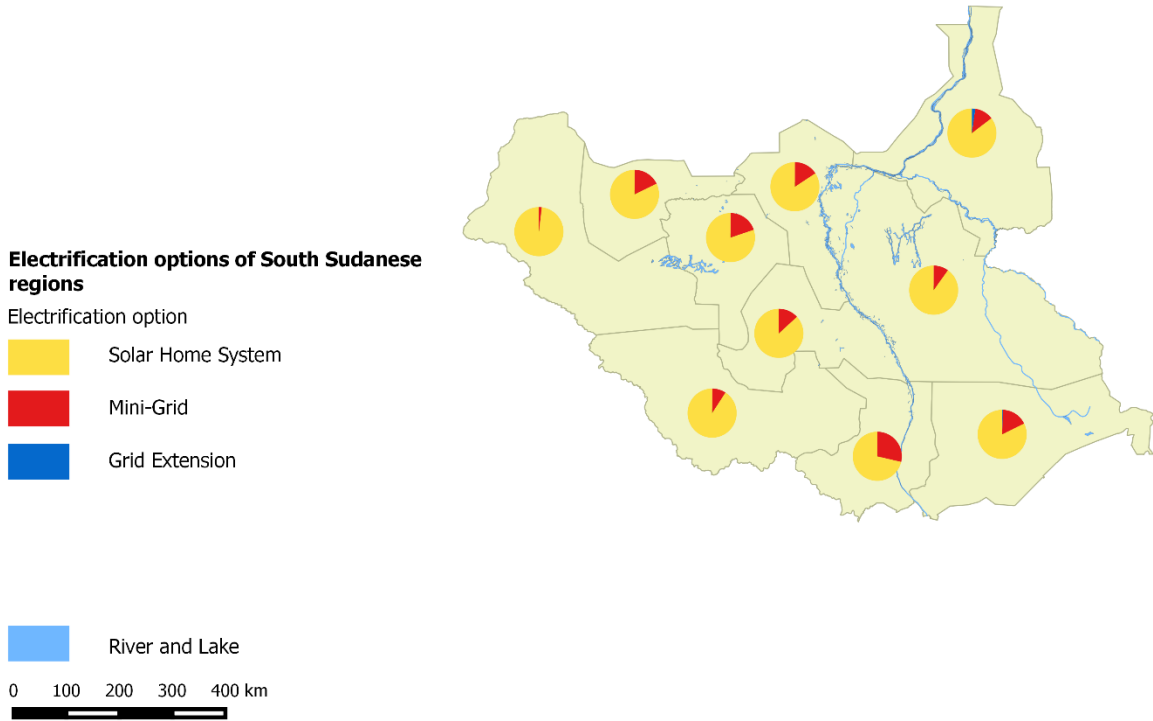 Electrification options of South Sudanese
regions
Electrification option
Solar Home System
Mini-Grid
Grid Extension
River and Lake
0 100 200 300 400 km